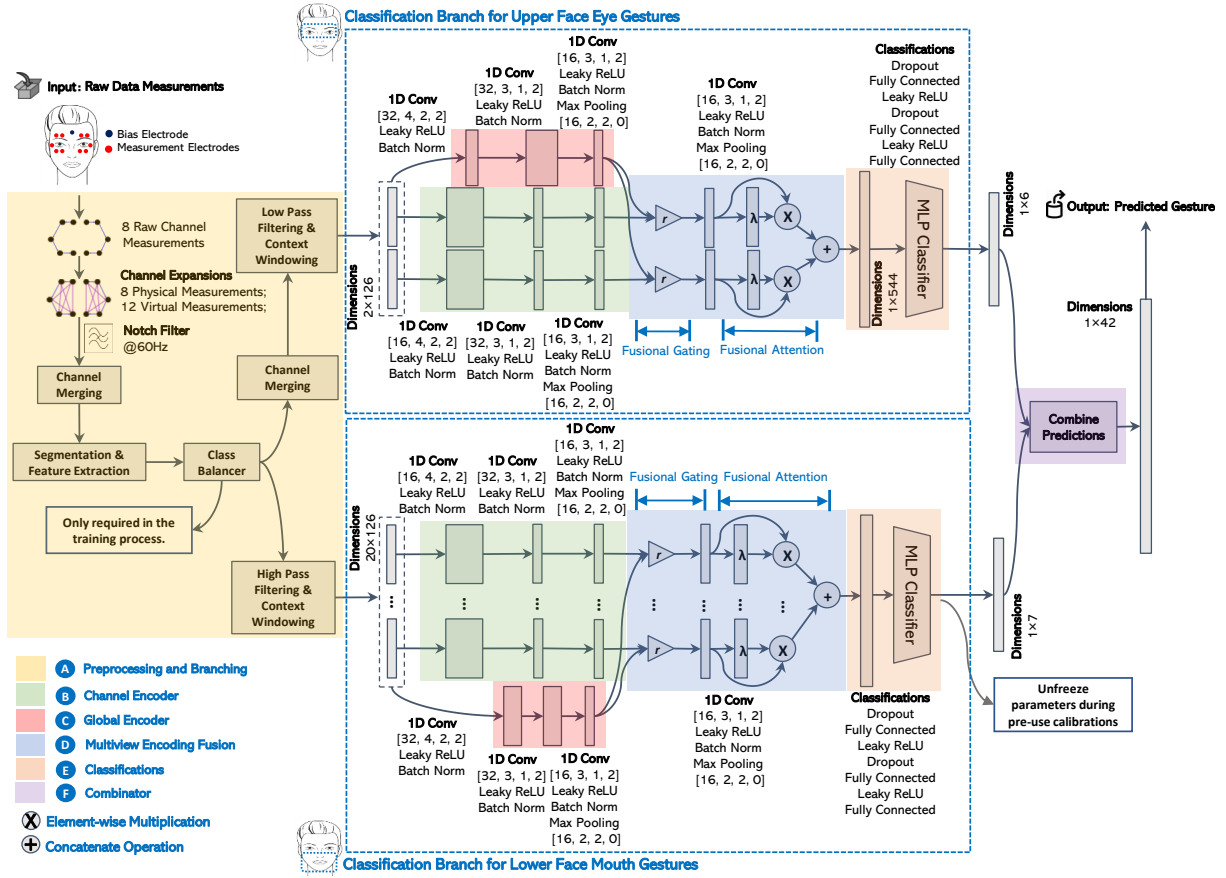 Classification Branch for Upper Face Eye Gestures
Input: Raw Data Measurements
Bias Electrode
Measurement Electrodes
8 Raw Channel
Measurements
Channel Expansions
8 Physical Measurements;
12 Virtual Measurements;
Notch Filter
@60Hz
Channel
Merging
Segmentation &
Feature Extraction
Class
Balancer
Only required in the
training process.
Channel
Merging
Low Pass
Filtering &
Context
Windowing
High Pass
Filtering &
Context
Windowing
Dimensions
2×126
1D Conv
[32, 4, 2, 2]
Leaky ReLU
Batch Norm
1D Conv
[32, 3, 1, 2]
Leaky ReLU
Batch Norm
1D Conv
[16, 3, 1, 2]
Leaky ReLU
Batch Norm
Max Pooling
[16, 2, 2, 0]
1D Conv
[16, 3, 1, 2]
Leaky ReLU
Batch Norm
Max Pooling
[16, 2, 2, 0]
Classifications
Dropout
Fully Connected
Leaky ReLU
Dropout
Fully Connected
Leaky ReLU
Fully Connected
r
λ
X
+
r
λ
X
1D Conv
[16, 4, 2, 2]
Leaky ReLU
Batch Norm
1D Conv
[32, 3, 1, 2]
Leaky ReLU
Batch Norm
1D Conv
[16, 3, 1, 2]
Leaky ReLU
Batch Norm
Max Pooling
[16, 2, 2, 0]
Fusional Gating
Fusional Attention
Dimensions
1×544
MLP Classifier
Dimensions
1×6
Output: Predicted Gesture
Dimensions
1×42
Combine
Predictions
Dimensions
20×126
1D Conv
[16, 4, 2, 2]
Leaky ReLU
Batch Norm
1D Conv
[32, 3, 1, 2]
Leaky ReLU
Batch Norm
1D Conv
[16, 3, 1, 2]
Leaky ReLU
Batch Norm
Max Pooling
[16, 2, 2, 0]
Fusional Gating
Fusional Attention
r
λ
X
+
r
λ
X
MLP Classifier
Dimensions
1×7
1D Conv
[32, 4, 2, 2]
Leaky ReLU
Batch Norm
1D Conv
[32, 3, 1, 2]
Leaky ReLU
Batch Norm
1D Conv
[16, 3, 1, 2]
Leaky ReLU
Batch Norm
Max Pooling
[16, 2, 2, 0]
1D Conv
[16, 3, 1, 2]
Leaky ReLU
Batch Norm
Max Pooling
[16, 2, 2, 0]
Classifications
Dropout
Fully Connected
Leaky ReLU
Dropout
Fully Connected
Leaky ReLU
Fully Connected
Unfreeze
parameters during
pre-use calibrations
A Preprocessing and Branching
B Channel Encoder
C Global Encoder
D Multiview Encoding Fusion
E Classifications
F Combinator
X Element-wise Multiplication
+ Concatenate Operation
Classification Branch for Lower Face Mouth Gestures